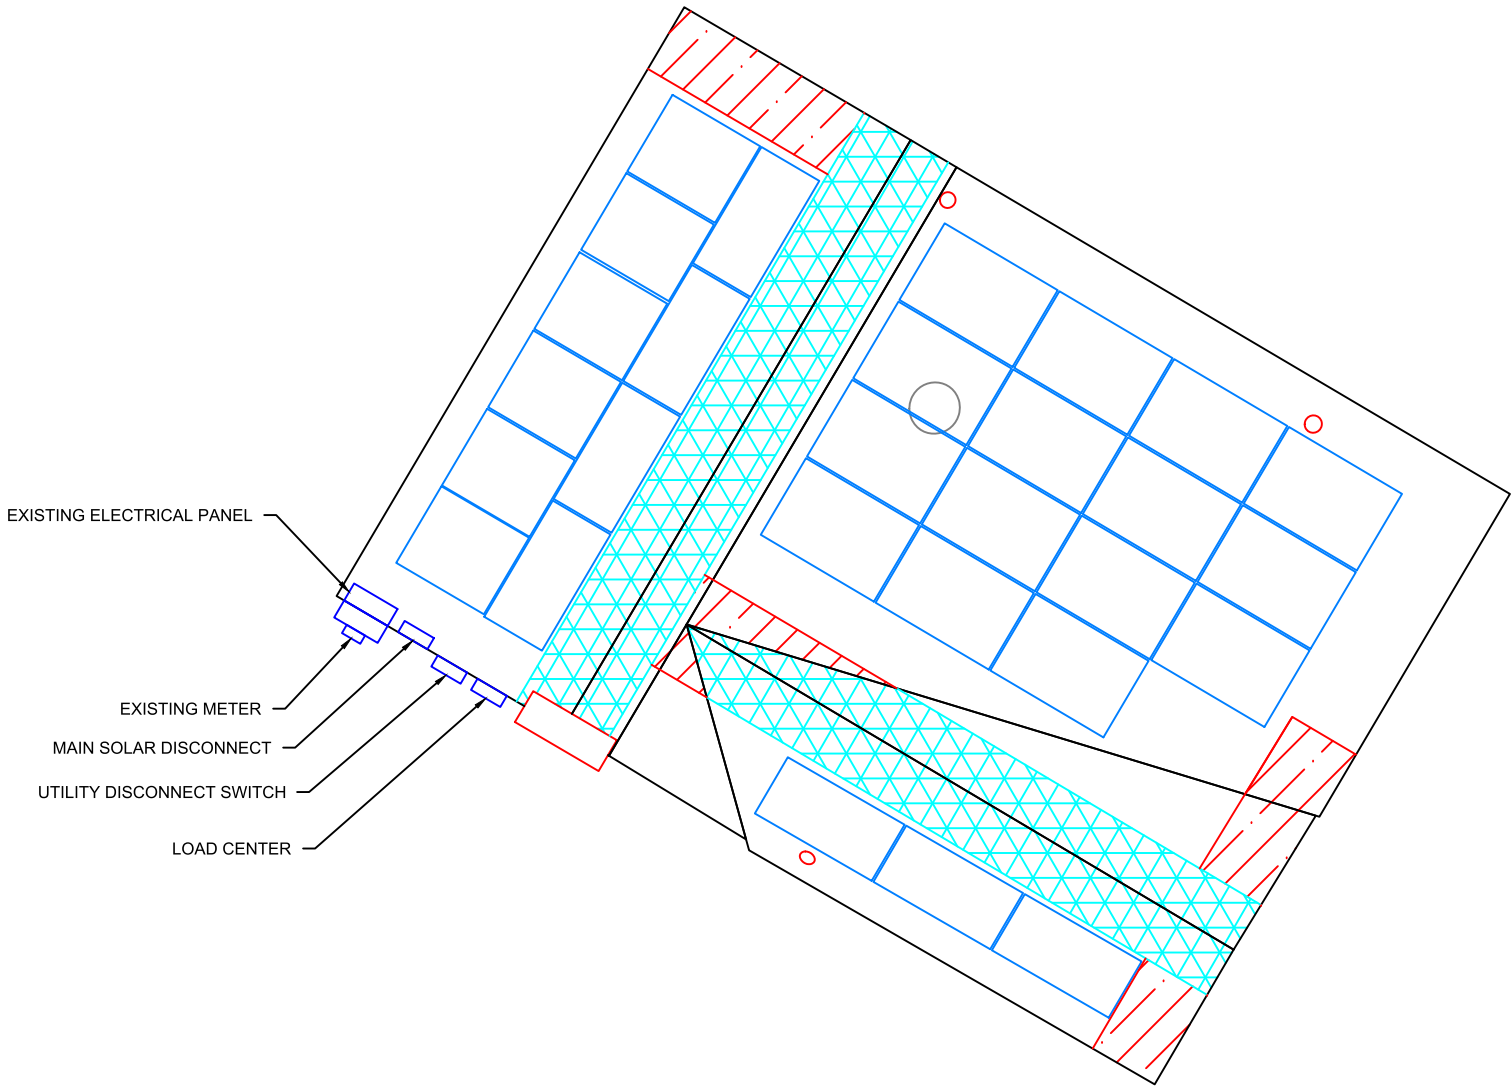 EXISTING ELECTRICAL PANEL
EXISTING METER
MAIN SOLAR DISCONNECT
UTILITY DISCONNECT SWITCH
LOAD CENTER